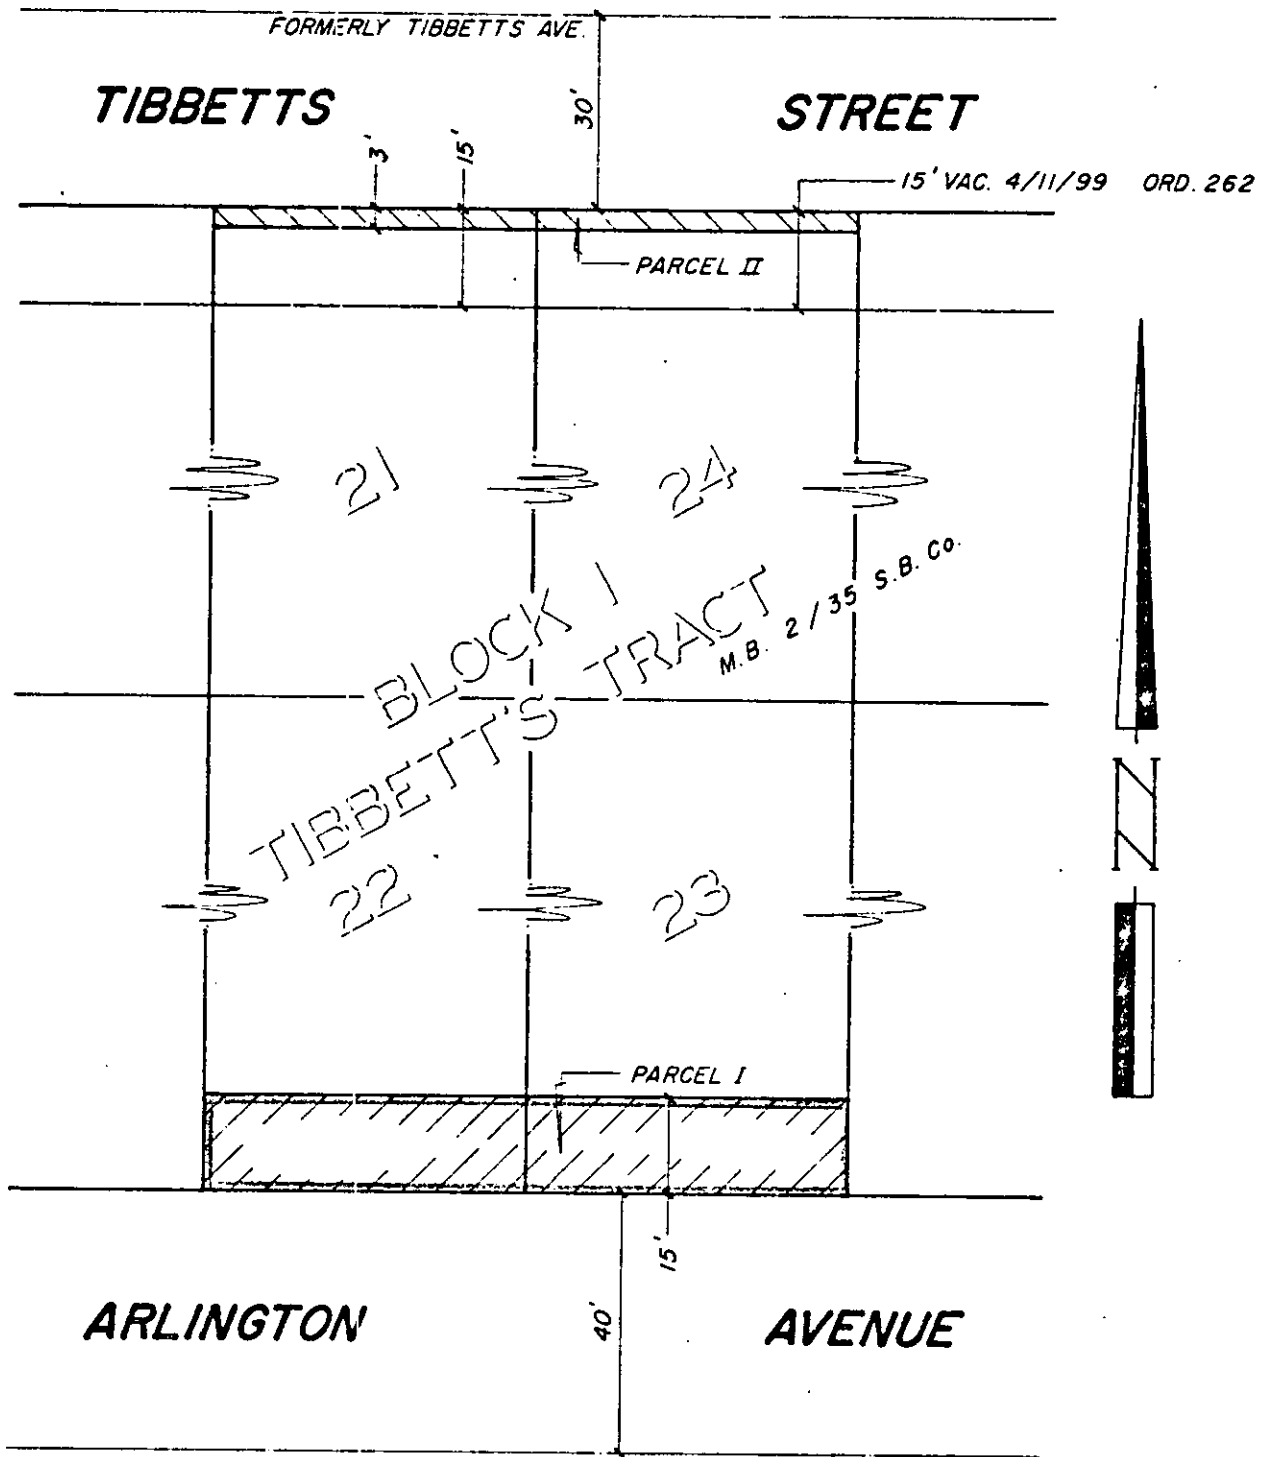 FORMERLY TIBBETTS AVE.
TIBBETTS STREET
30'
3'
15'
15' VAC. 4/11/99 ORD. 262
PARCEL II
21
24
BLOCK 1
TIBBETT'S TRACT
M.B. 2 / 35 S.B. Co.
N
22
23
PARCEL I
15'
40'
ARLINGTON AVENUE